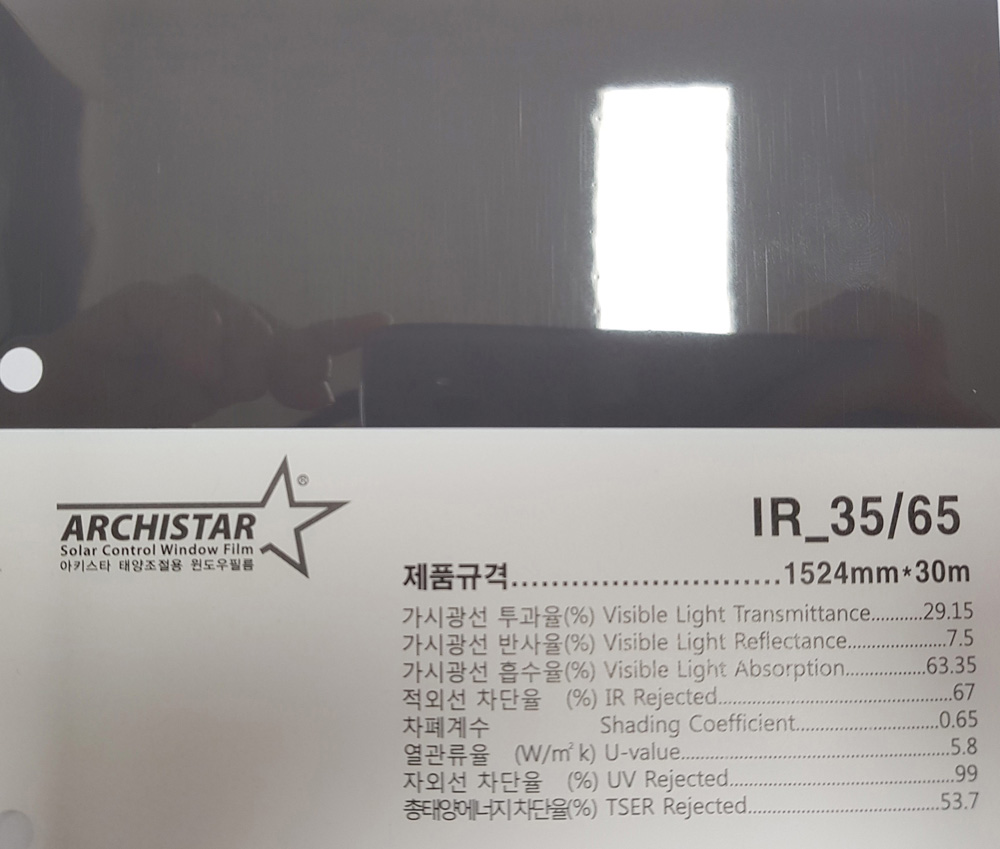 ARCHISTAR®
Solar Control Window Film
아키스타 태양조절용 윈도우필름
IR_35/65
제품규격............................1524mm*30m
가시광선 투과율(%) Visible Light Transmittance...........29.15
가시광선 반사율(%) Visible Light Reflectance.....................7.5
가시광선 흡수율(%) Visible Light Absorption.................63.35
적외선 차단율 (%) IR Rejected..................................................67
차폐계수 Shading Coefficient..............................0.65
열관류율 (W/㎡ k) U-value.........................................................5.8
자외선 차단율 (%) UV Rejected................................................99
총태양에너지차단율(%) TSER Rejected.........................................53.7